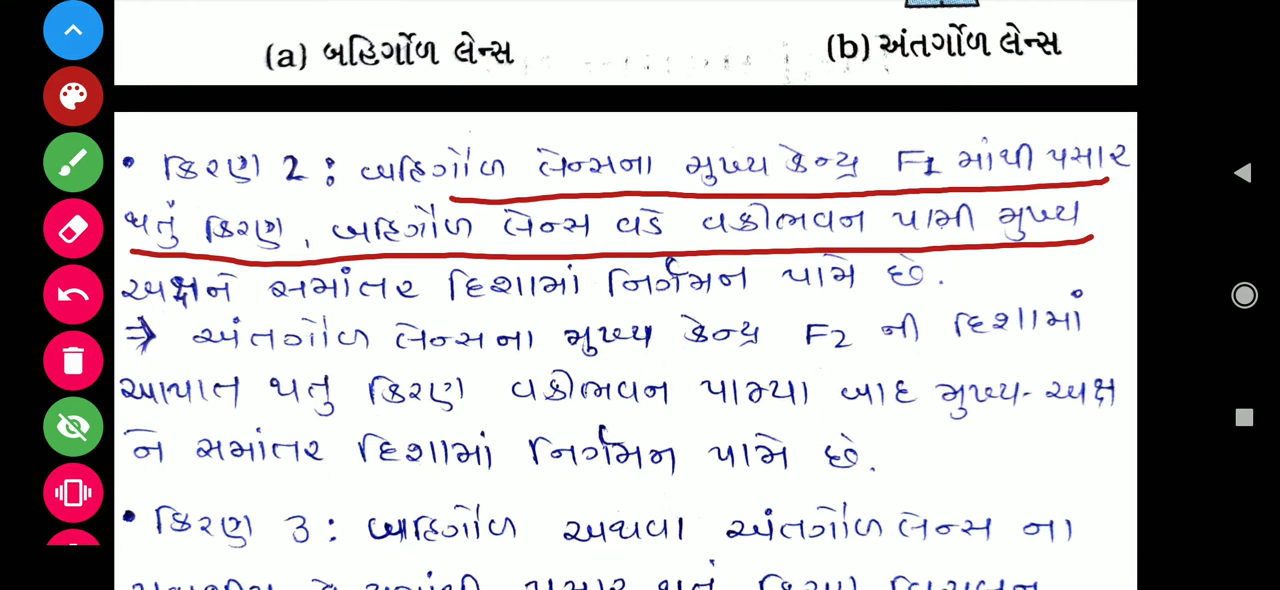 (a) બહિર્ગોળ લેન્સ
(b) અંતર્ગોળ લેન્સ
• કિરણ 2 : બહિર્ગોળ લેન્સના મુખ્ય કેન્દ્ર F1 માંથી પસાર
થતું કિરણ, બહિર્ગોળ લેન્સ વડે વક્રીભવન પામી મુખ્ય
અક્ષને સમાંતર દિશામાં નિર્ગમન પામે છે.
⇒ અંતર્ગોળ લેન્સના મુખ્ય કેન્દ્ર F2 ની દિશામાં
આપાત થતુ કિરણ વક્રીભવન પામ્યા બાદ મુખ્ય-અક્ષ
ને સમાંતર દિશામાં નિર્ગમન પામે છે.
• કિરણ 3 : બહિર્ગોળ અથવા અંતર્ગોળ લેન્સ ના